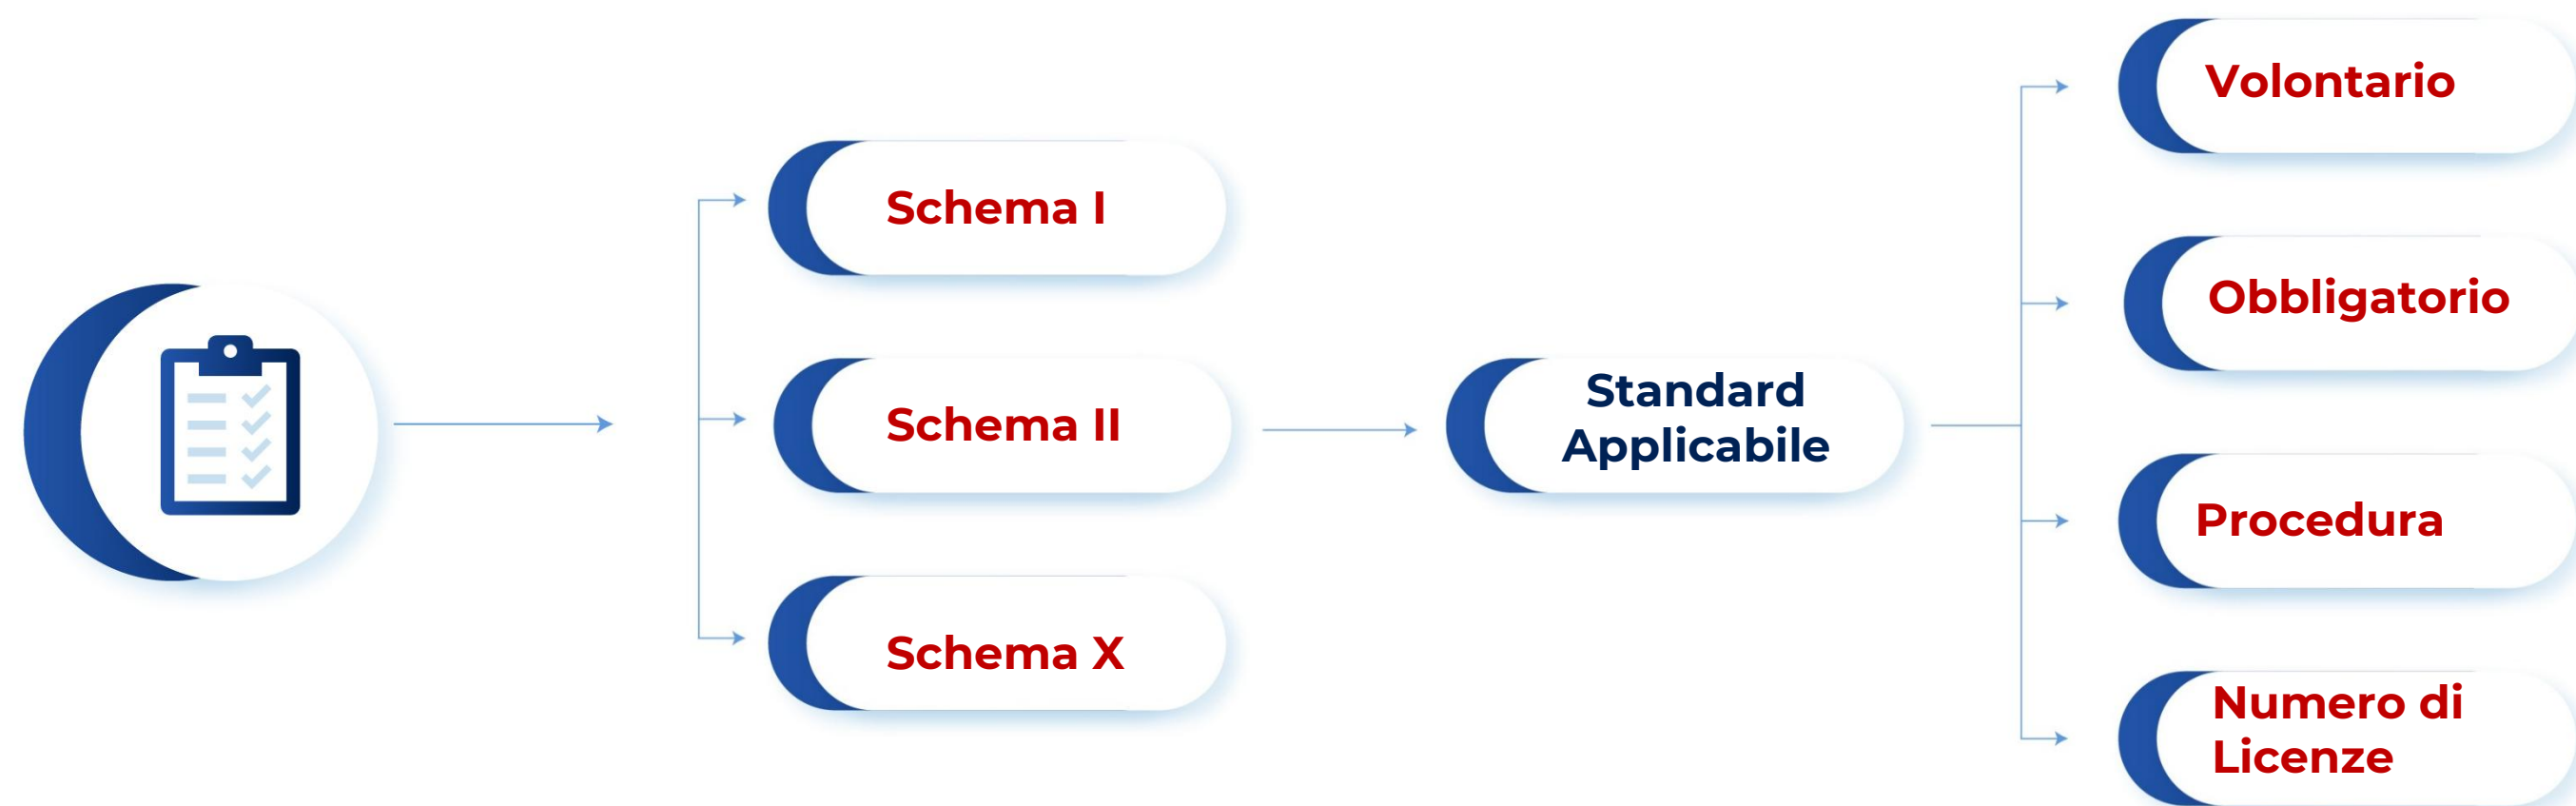 Schema I
Schema II
Schema X
Standard
Applicabile
Volontario
Obbligatorio
Procedura
Numero di
Licenze